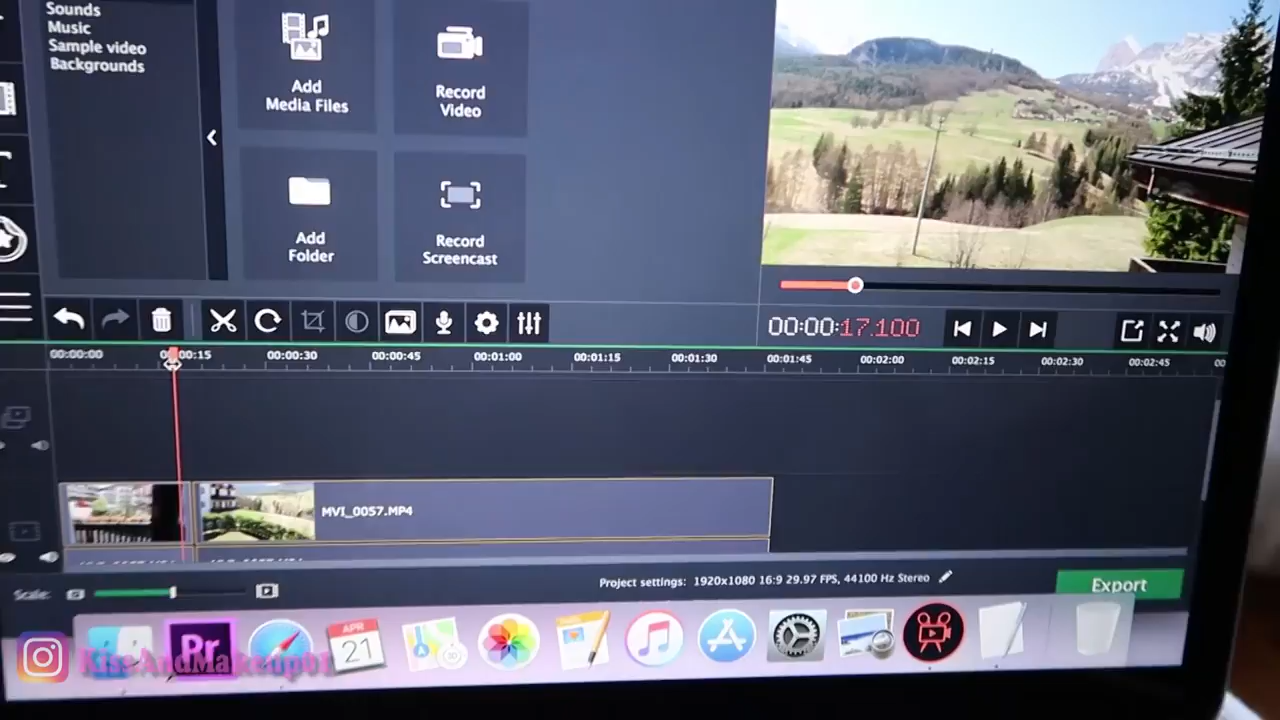 Sounds
Music
Sample video
Backgrounds
Add
Media Files
Record
Video
Add
Folder
Record
Screencast
00:00:17.100
00:00:00
00:00:15
00:00:30
00:00:45
00:01:00
00:01:15
00:01:30
00:01:45
00:02:00
00:02:15
00:02:30
00:02:45
00
MVI_0057.MP4
Scale:
Project settings: 1920x1080 16:9 29.97 FPS, 44100 Hz Stereo
Export
Pr
APR
21
3D
KissAndMakeup01